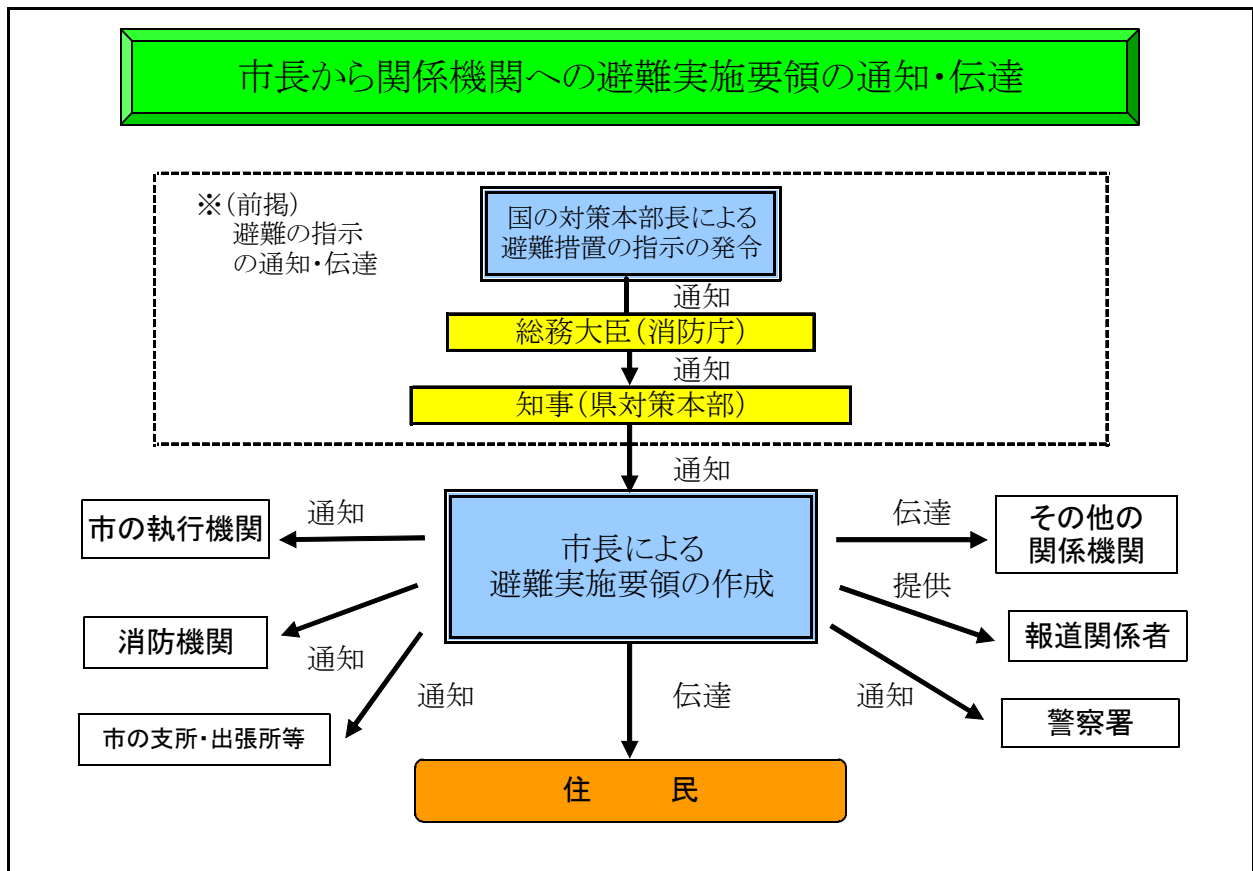 市長から関係機関への避難実施要領の通知・伝達
※(前掲)
避難の指示
の通知・伝達
国の対策本部長による
避難措置の指示の発令
通知
総務大臣(消防庁)
通知
知事(県対策本部)
通知
市の執行機関
通知
市長による
避難実施要領の作成
伝達
その他の
関係機関
消防機関
通知
提供
報道関係者
市の支所・出張所等
通知
伝達
通知
警察署
住 民